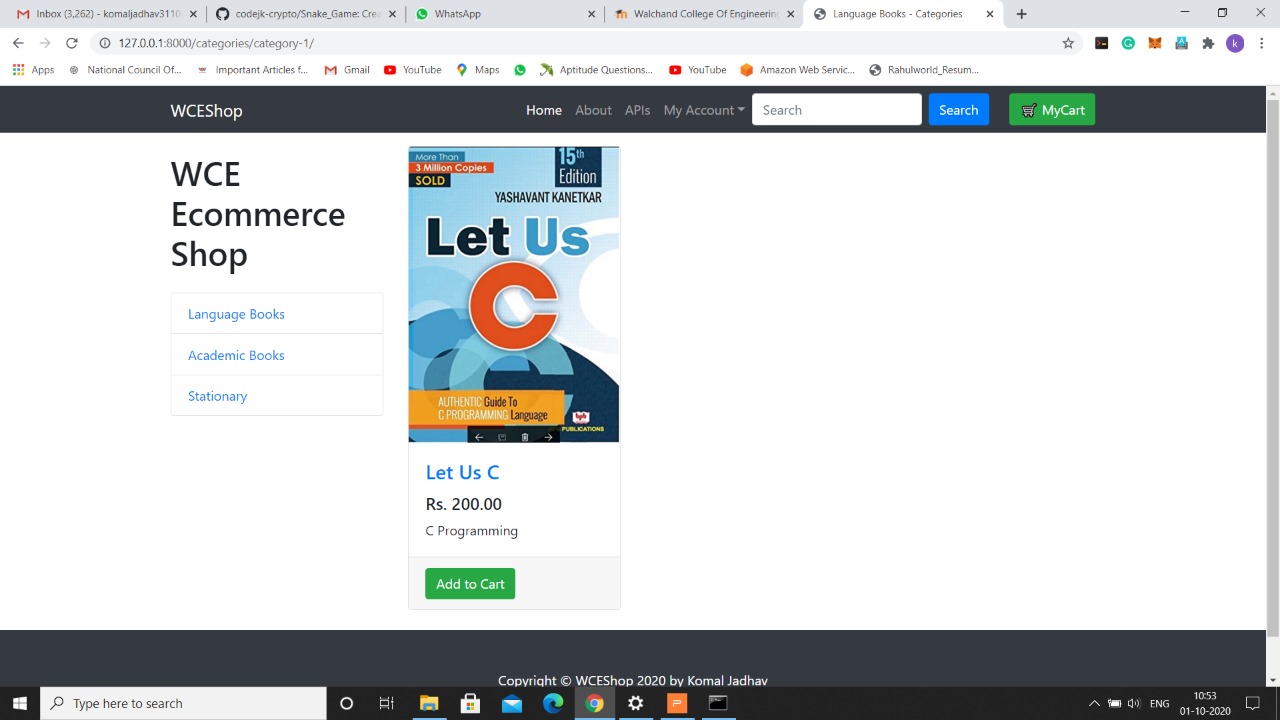 Inbox (3,262) - komaljadhav3110
codejk-crypto/Snake_Game: Crea
WhatsApp
Walchand College Of Engineering
Language Books - Categories
127.0.0.1:8000/categories/category-1/
k
Apps
National Council Of...
Important Articles f...
Gmail
YouTube
Maps
Aptitude Questions...
YouTube
Amazon Web Servic...
Rahulworld_Resum...
WCEShop
Home
About
APIs
My Account
Search
Search
MyCart
WCE
Ecommerce
Shop
Language Books
Academic Books
Stationary
More Than
3 Million Copies
SOLD
15th
Edition
YASHAVANT KANETKAR
Let Us
C
AUTHENTIC Guide To
C PROGRAMMING Language
bpb
PUBLICATIONS
Let Us C
Rs. 200.00
C Programming
Add to Cart
Copyright © WCEShop 2020 by Komal Jadhav
Type here to search
ENG
10:53
01-10-2020